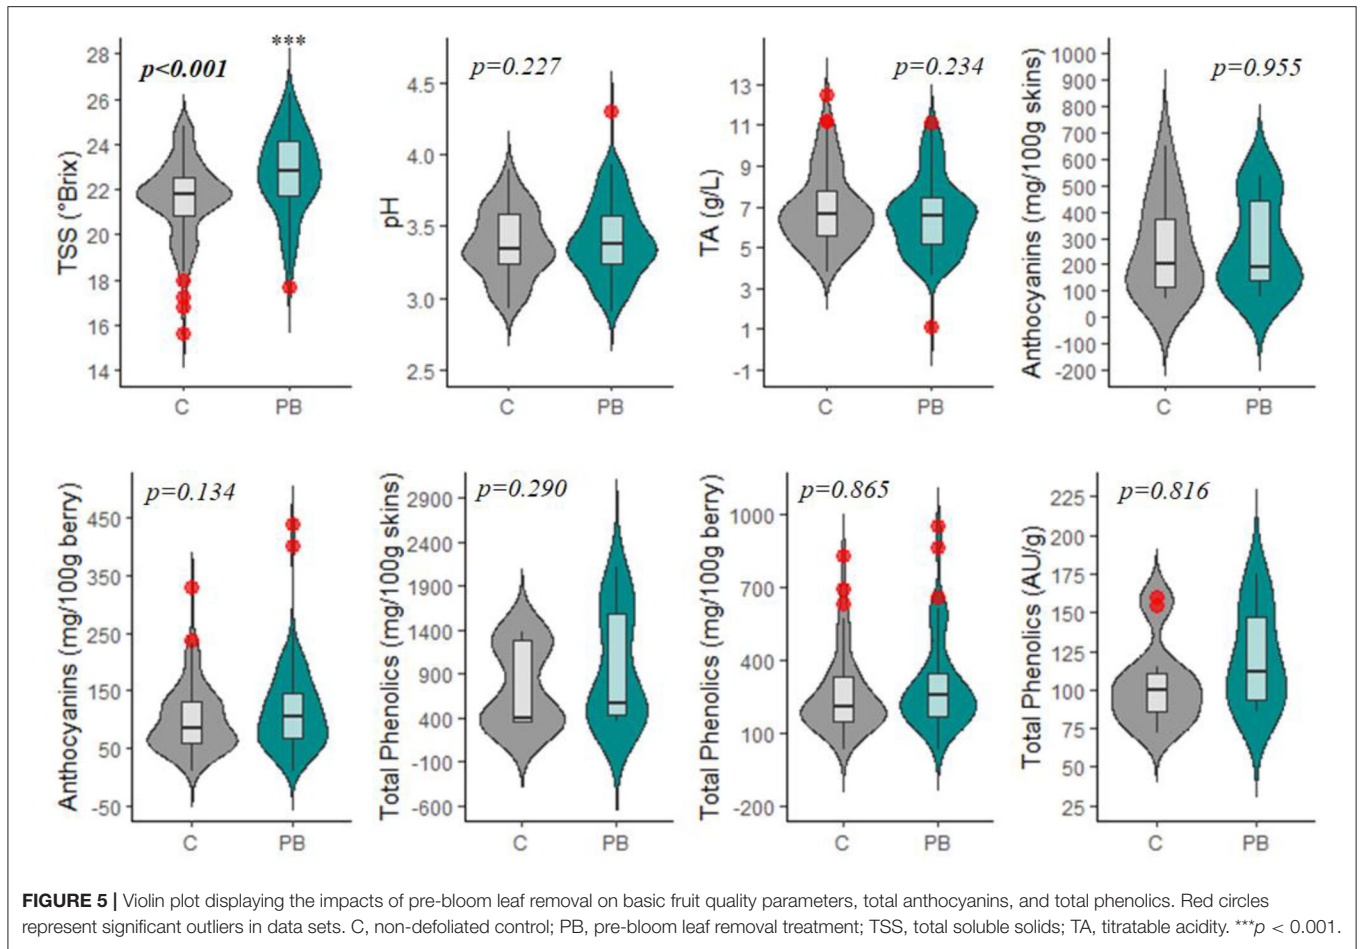 TSS (°Brix)
28
26
24
22
20
18
16
14
p<0.001
***
C
PB
pH
4.5
4.0
3.5
3.0
2.5
p=0.227
C
PB
TA (g/L)
13
11
9
7
5
3
1
-1
p=0.234
C
PB
Anthocyanins (mg/100g skins)
1000
900
800
700
600
500
400
300
200
100
0
-100
-200
p=0.955
C
PB
Anthocyanins (mg/100g berry)
450
350
250
150
50
-50
p=0.134
C
PB
Total Phenolics (mg/100g skins)
2900
2400
1900
1400
900
400
-100
-600
p=0.290
C
PB
Total Phenolics (mg/100g berry)
1000
700
400
100
-200
p=0.865
C
PB
Total Phenolics (AU/g)
225
200
175
150
125
100
75
50
25
p=0.816
C
PB
FIGURE 5 | Violin plot displaying the impacts of pre-bloom leaf removal on basic fruit quality parameters, total anthocyanins, and total phenolics. Red circles
represent significant outliers in data sets. C, non-defoliated control; PB, pre-bloom leaf removal treatment; TSS, total soluble solids; TA, titratable acidity. ***p < 0.001.